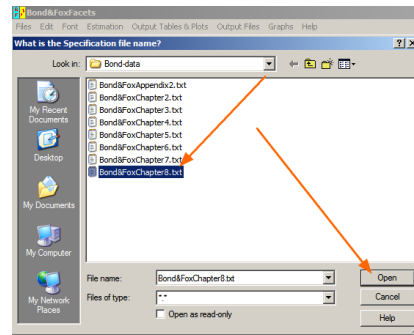 Bond&FoxFacets
Files Edit Font Estimation Output Tables & Plots Output Files Graphs Help
What is the Specification file name?
Look in: Bond-data
Bond&FoxAppendix2.txt
Bond&FoxChapter2.txt
Bond&FoxChapter3.txt
Bond&FoxChapter4.txt
Bond&FoxChapter5.txt
Bond&FoxChapter6.txt
Bond&FoxChapter7.txt
Bond&FoxChapter8.txt
My Recent
Documents
Desktop
My Documents
My Computer
My Network
Places
File name: Bond&FoxChapter8.txt Open
Files of type: *.* Cancel
Open as read-only Help